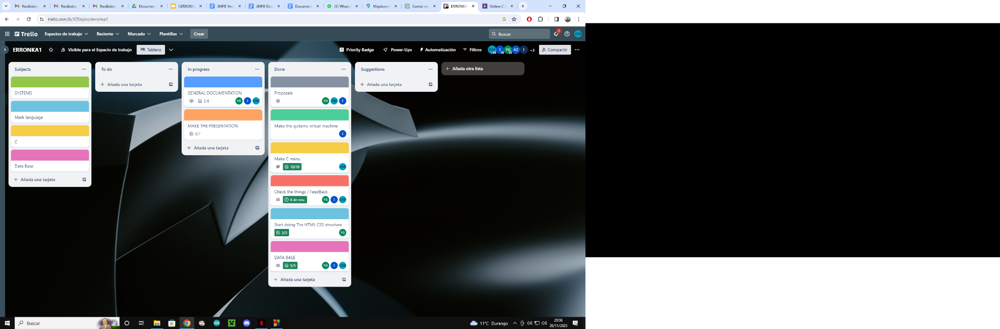 Recibidos
Recibidos
Recibidos
Document
1.ERRONK
JMPB Yera
JMPB Doc
Document
(5) Whats
Majakovsk
Contar re
ERRONKA
Online C C
trello.com/b/JO5dyinc/erronka1
Trello
Espacios de trabajo
Reciente
Marcado
Plantillas
Crear
Buscar
1
OM
ERRONKA1
Visible para el Espacio de trabajo
Tablero
Priority Badge
Power-Ups
Automatización
Filtros
OM I YG AZ I +3
Compartir
Subjects
SYSTEMS
Mark language
C
Data Base
Añada una tarjeta
To do
Añada una tarjeta
In progress
GENERAL DOCUMENTATION
3/6
YG I OM
MAKE THE PRESENTATION
0/7
Añada una tarjeta
Done
Proposals
YG OM I
Make the systems virtual machine
I
Make C menu
10/10
OM
Check the things / FeedBack
8 de nov.
YG I OM
Start doing The HTML CSS structure
3/3
YG
DATA BASE
5/5
YG I OM
Añada una tarjeta
Suggestions
Añada una tarjeta
Añada otra lista
Buscar
11°C Durango
20:36
20/11/2023